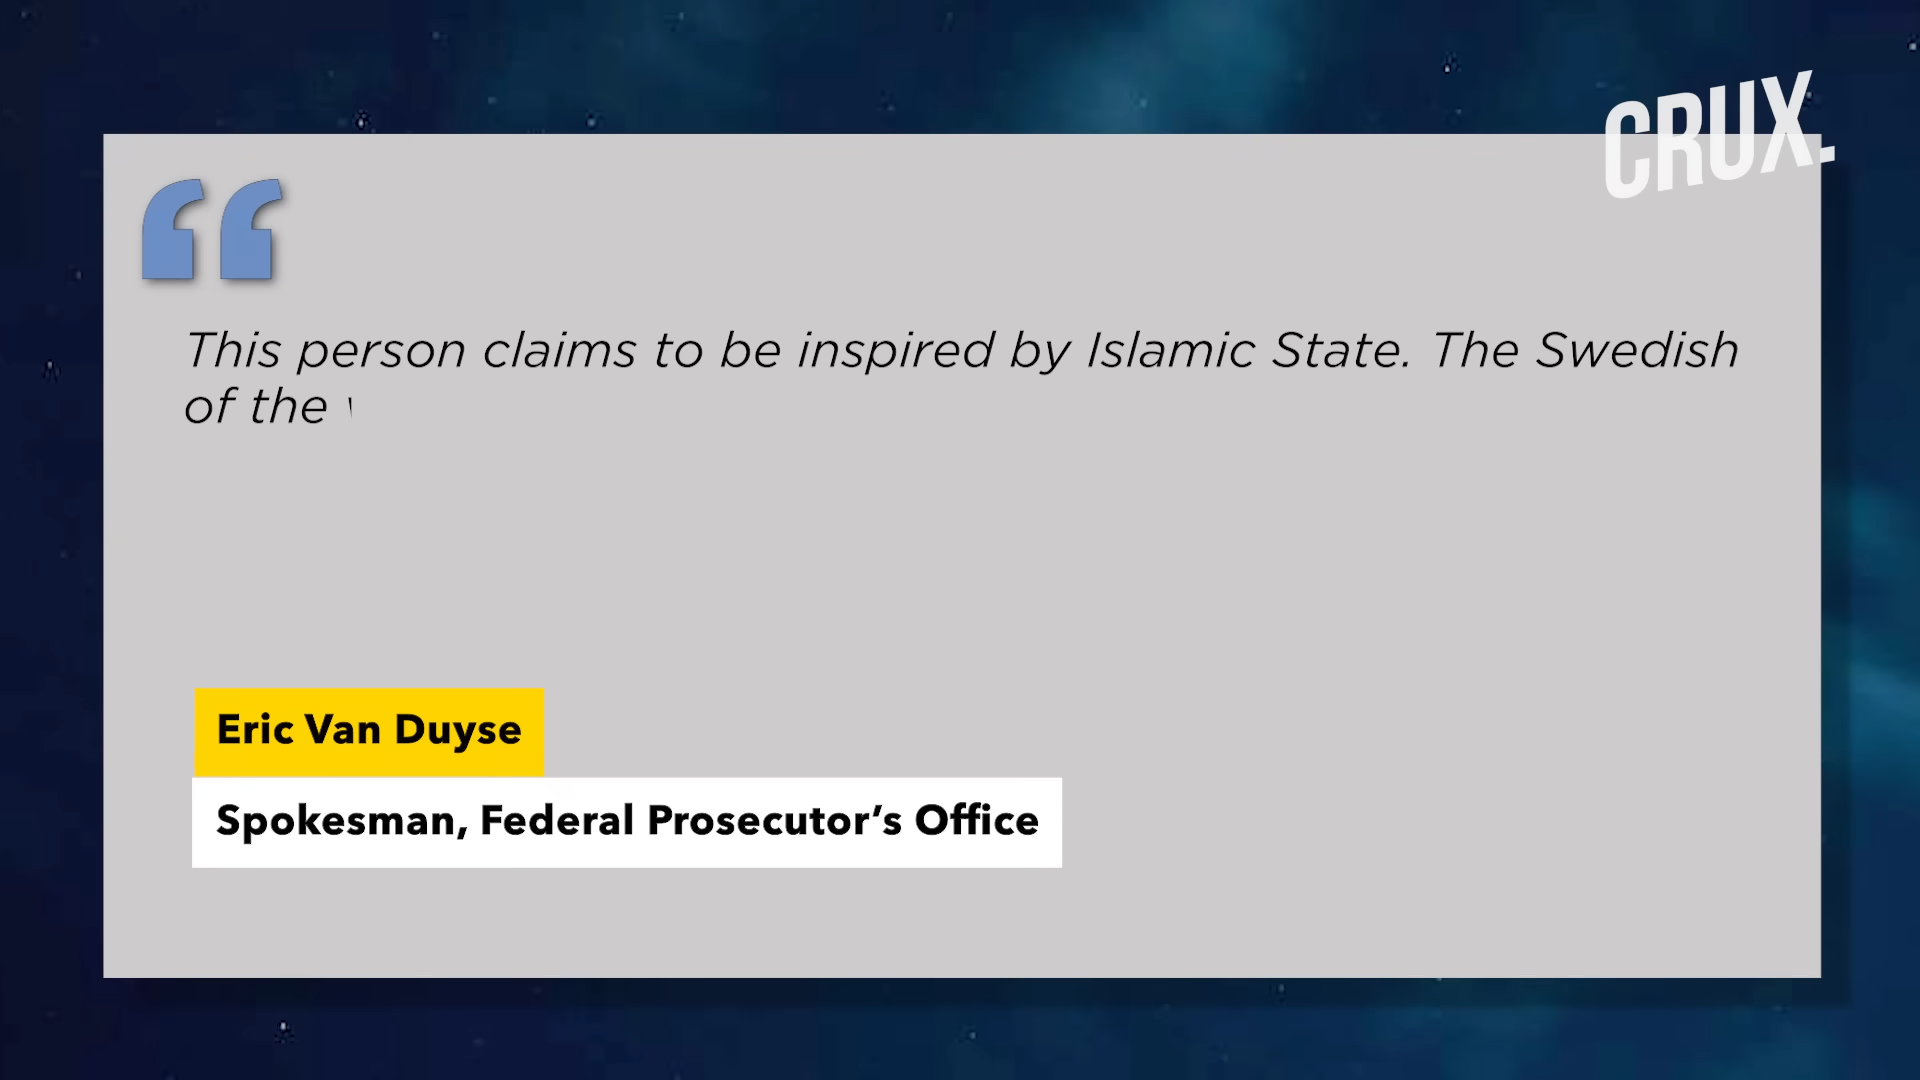 CRUX.
“
This person claims to be inspired by Islamic State. The Swedish
of the
Eric Van Duyse
Spokesman, Federal Prosecutor’s Office